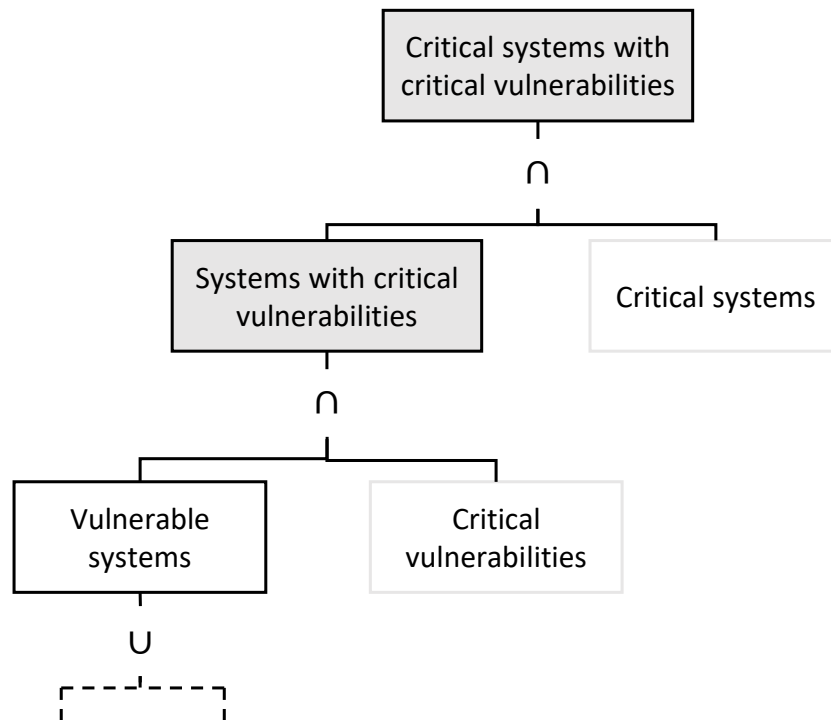 Critical systems with
critical vulnerabilities
∩
Systems with critical
vulnerabilities
Critical systems
∩
Vulnerable
systems
Critical
vulnerabilities
∪